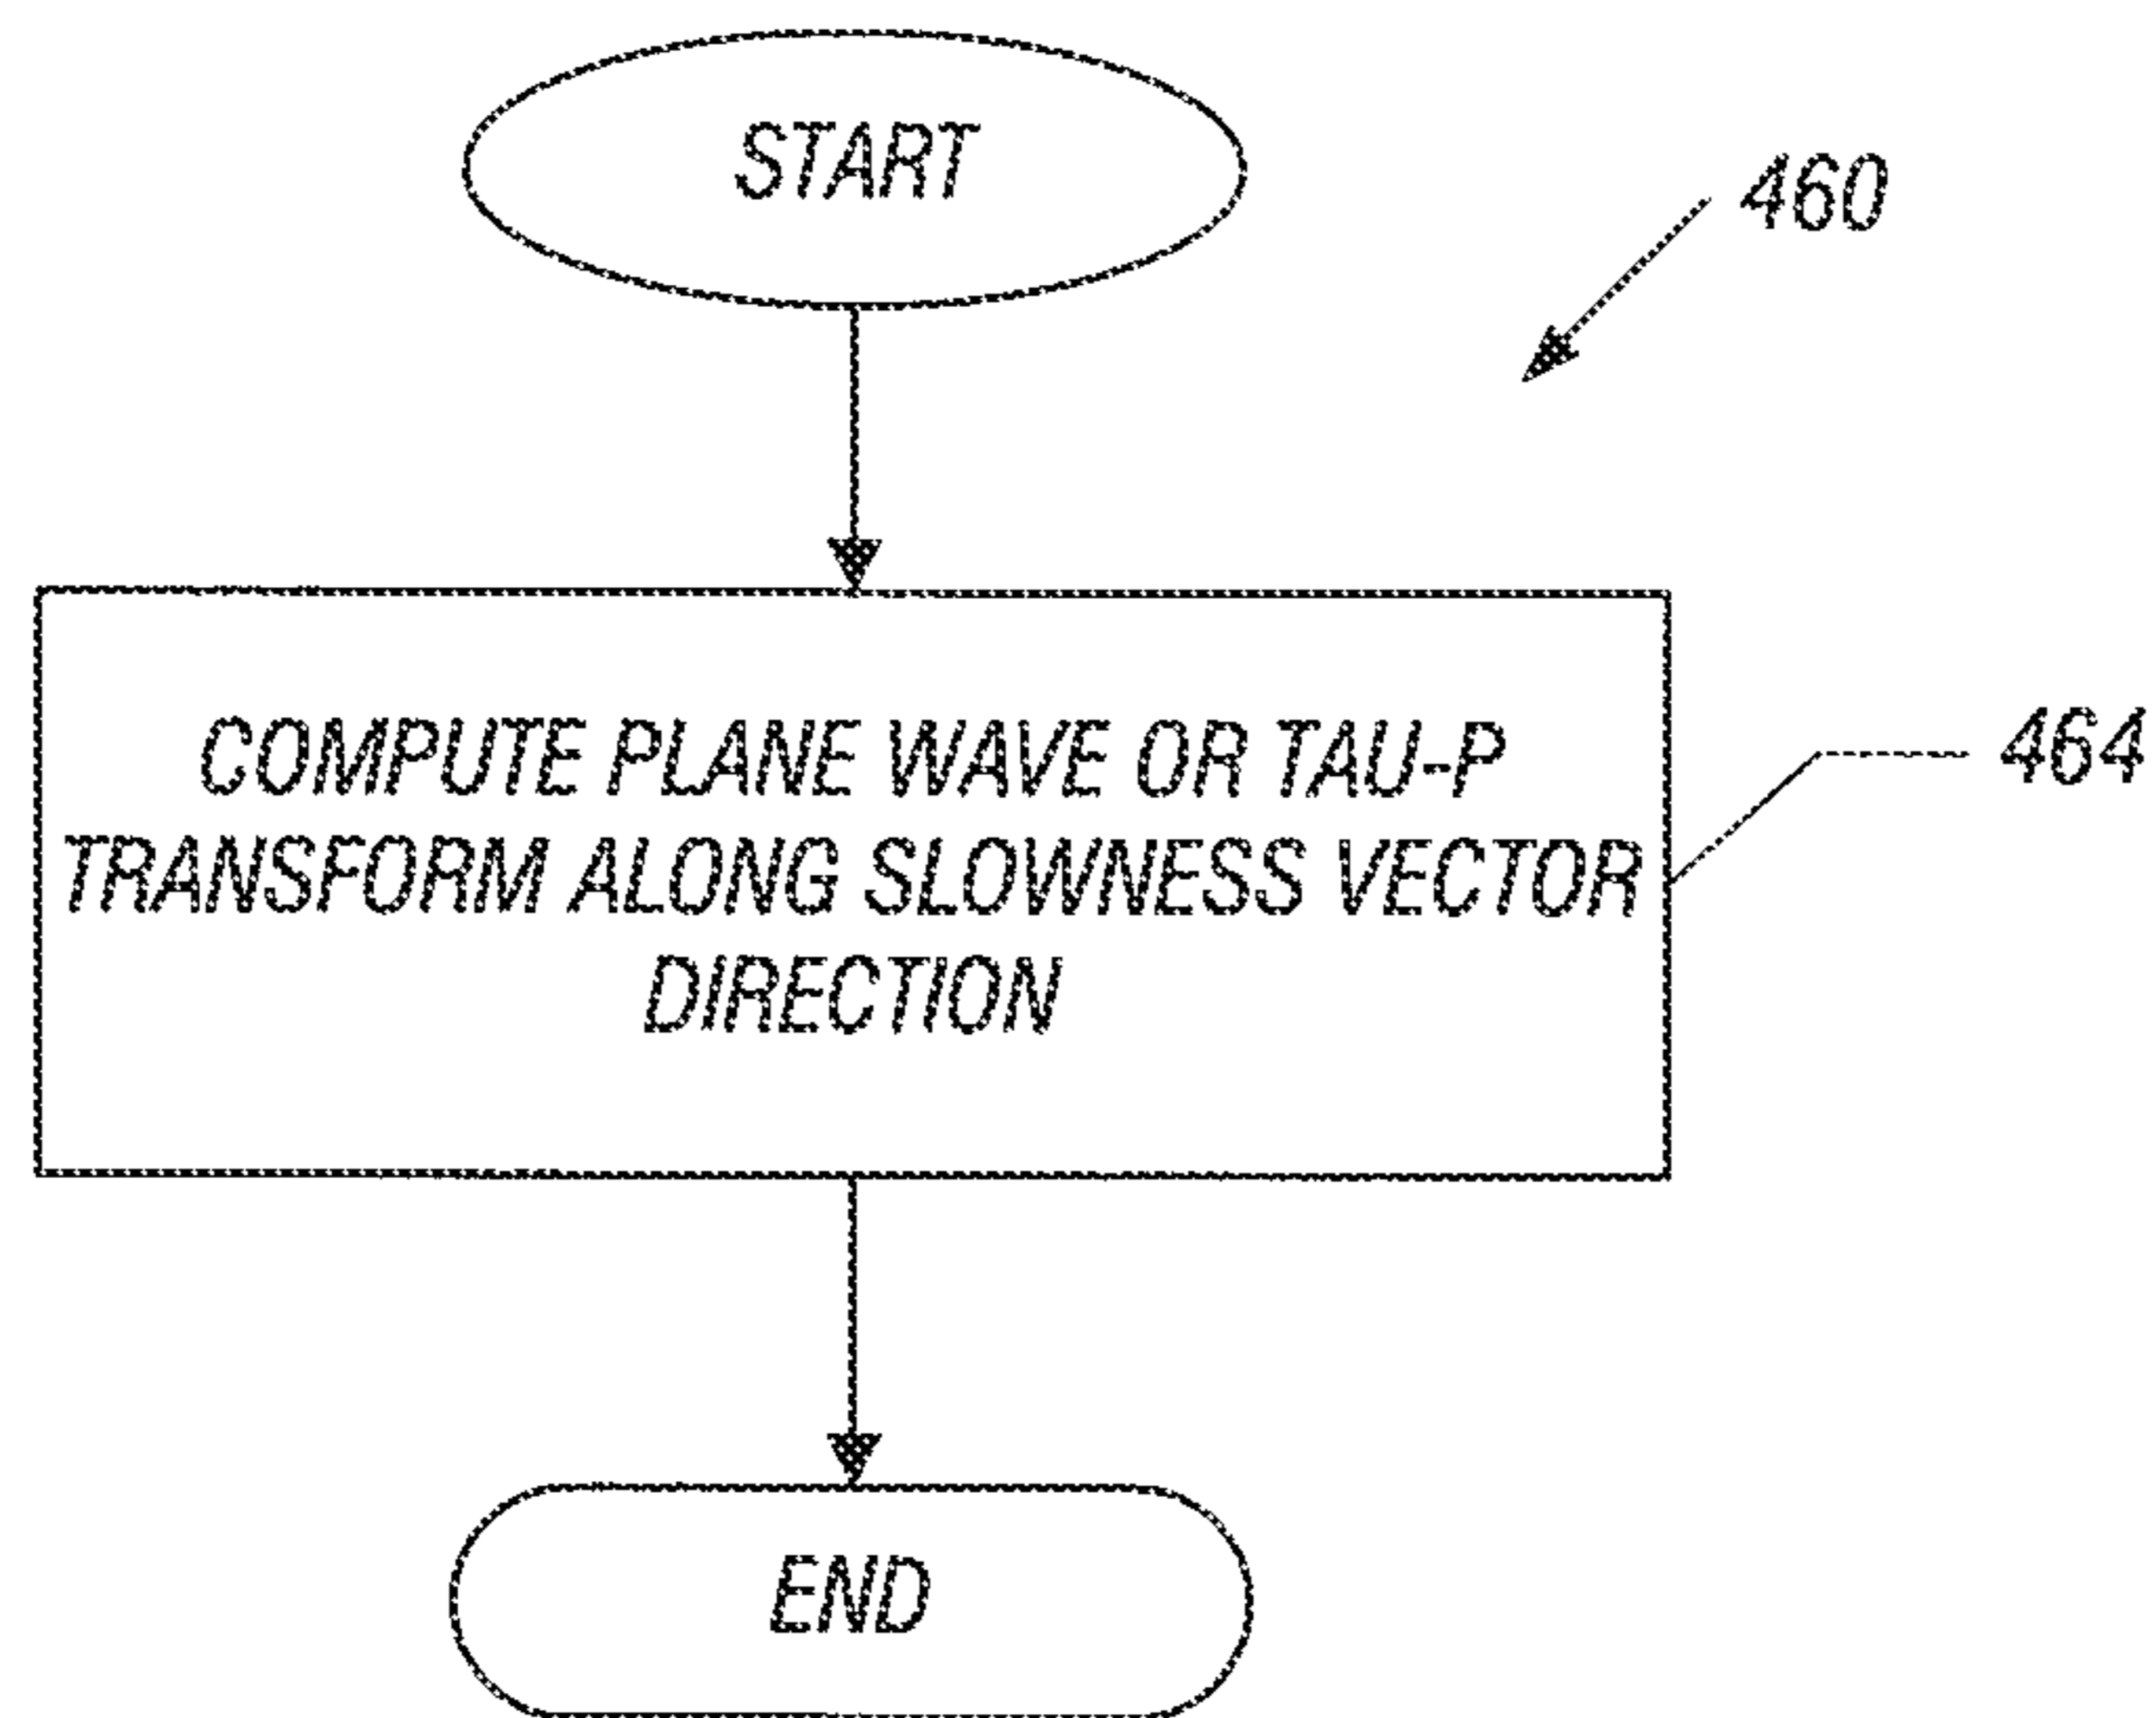 START
460
COMPUTE PLANE WAVE OR TAU-P
TRANSFORM ALONG SLOWNESS VECTOR
DIRECTION
464
END